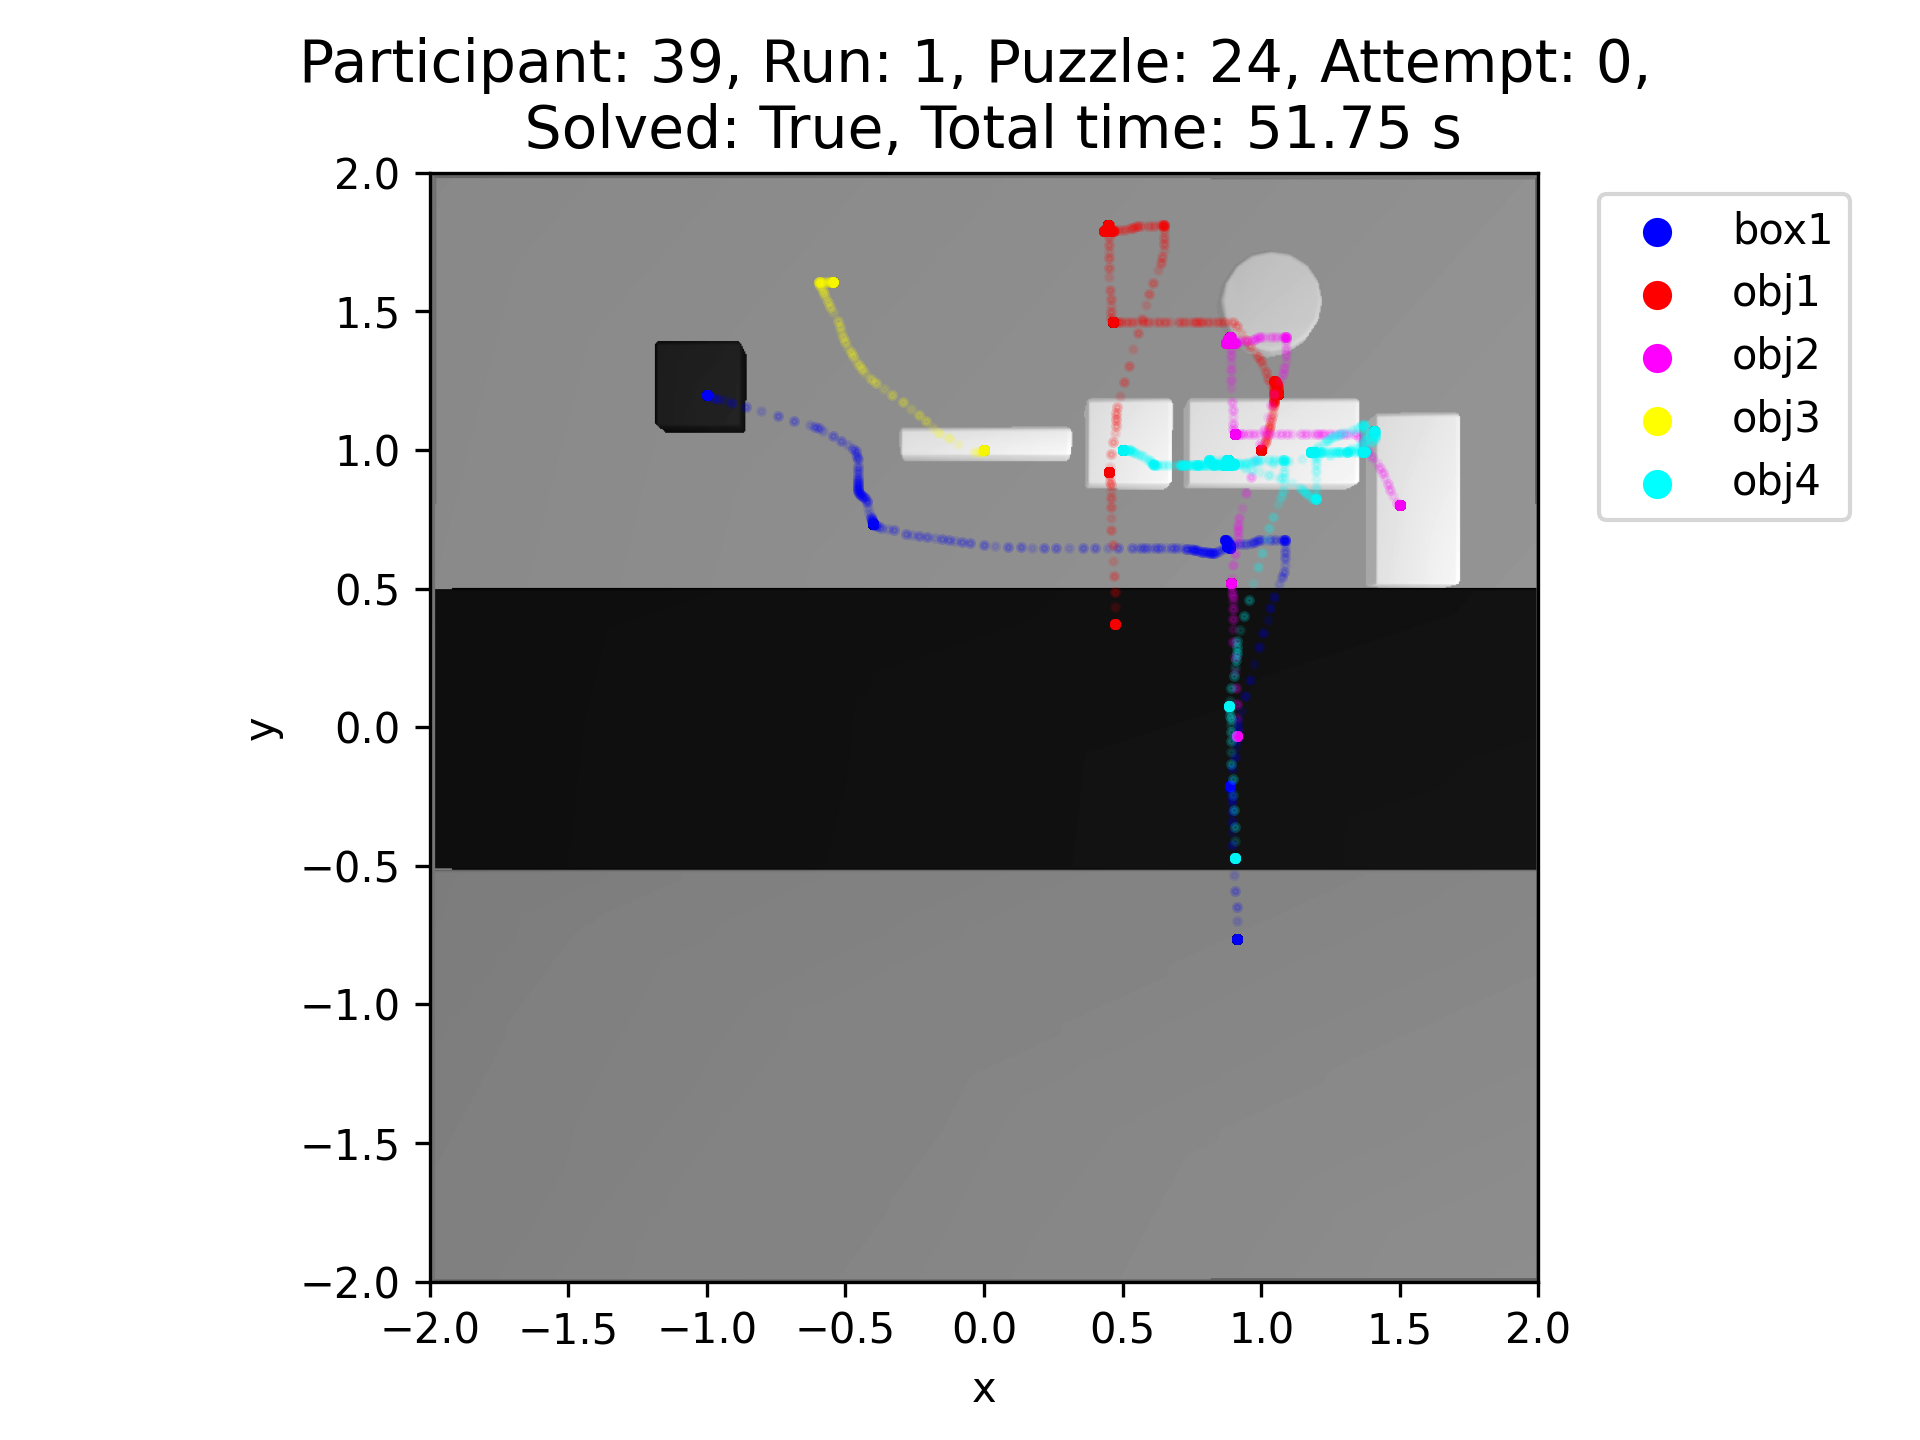 Participant: 39, Run: 1, Puzzle: 24, Attempt: 0,
Solved: True, Total time: 51.75 s
2.0
1.5
1.0
0.5
0.0
−0.5
−1.0
−1.5
−2.0
y
−2.0 −1.5 −1.0 −0.5 0.0 0.5 1.0 1.5 2.0
x
box1
obj1
obj2
obj3
obj4